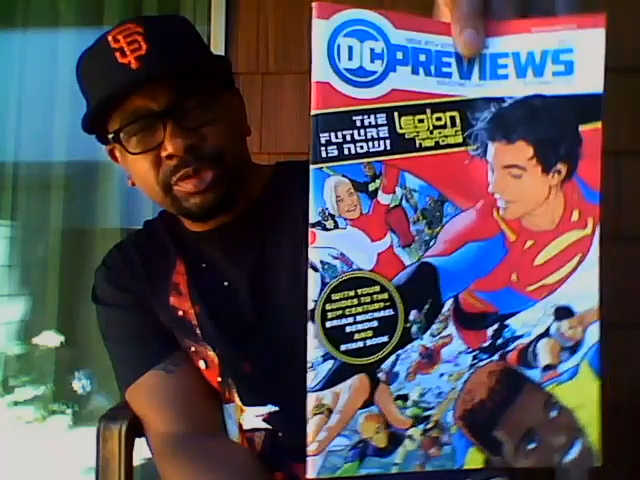 SF
DC
PREVIEWS
THE
FUTURE
IS NOW!
LEGION
OF SUPER
HEROES
WITH YOUR
GUIDES TO THE
31ST CENTURY—
BRIAN MICHAEL
BENDIS
AND
RYAN SOOK
S